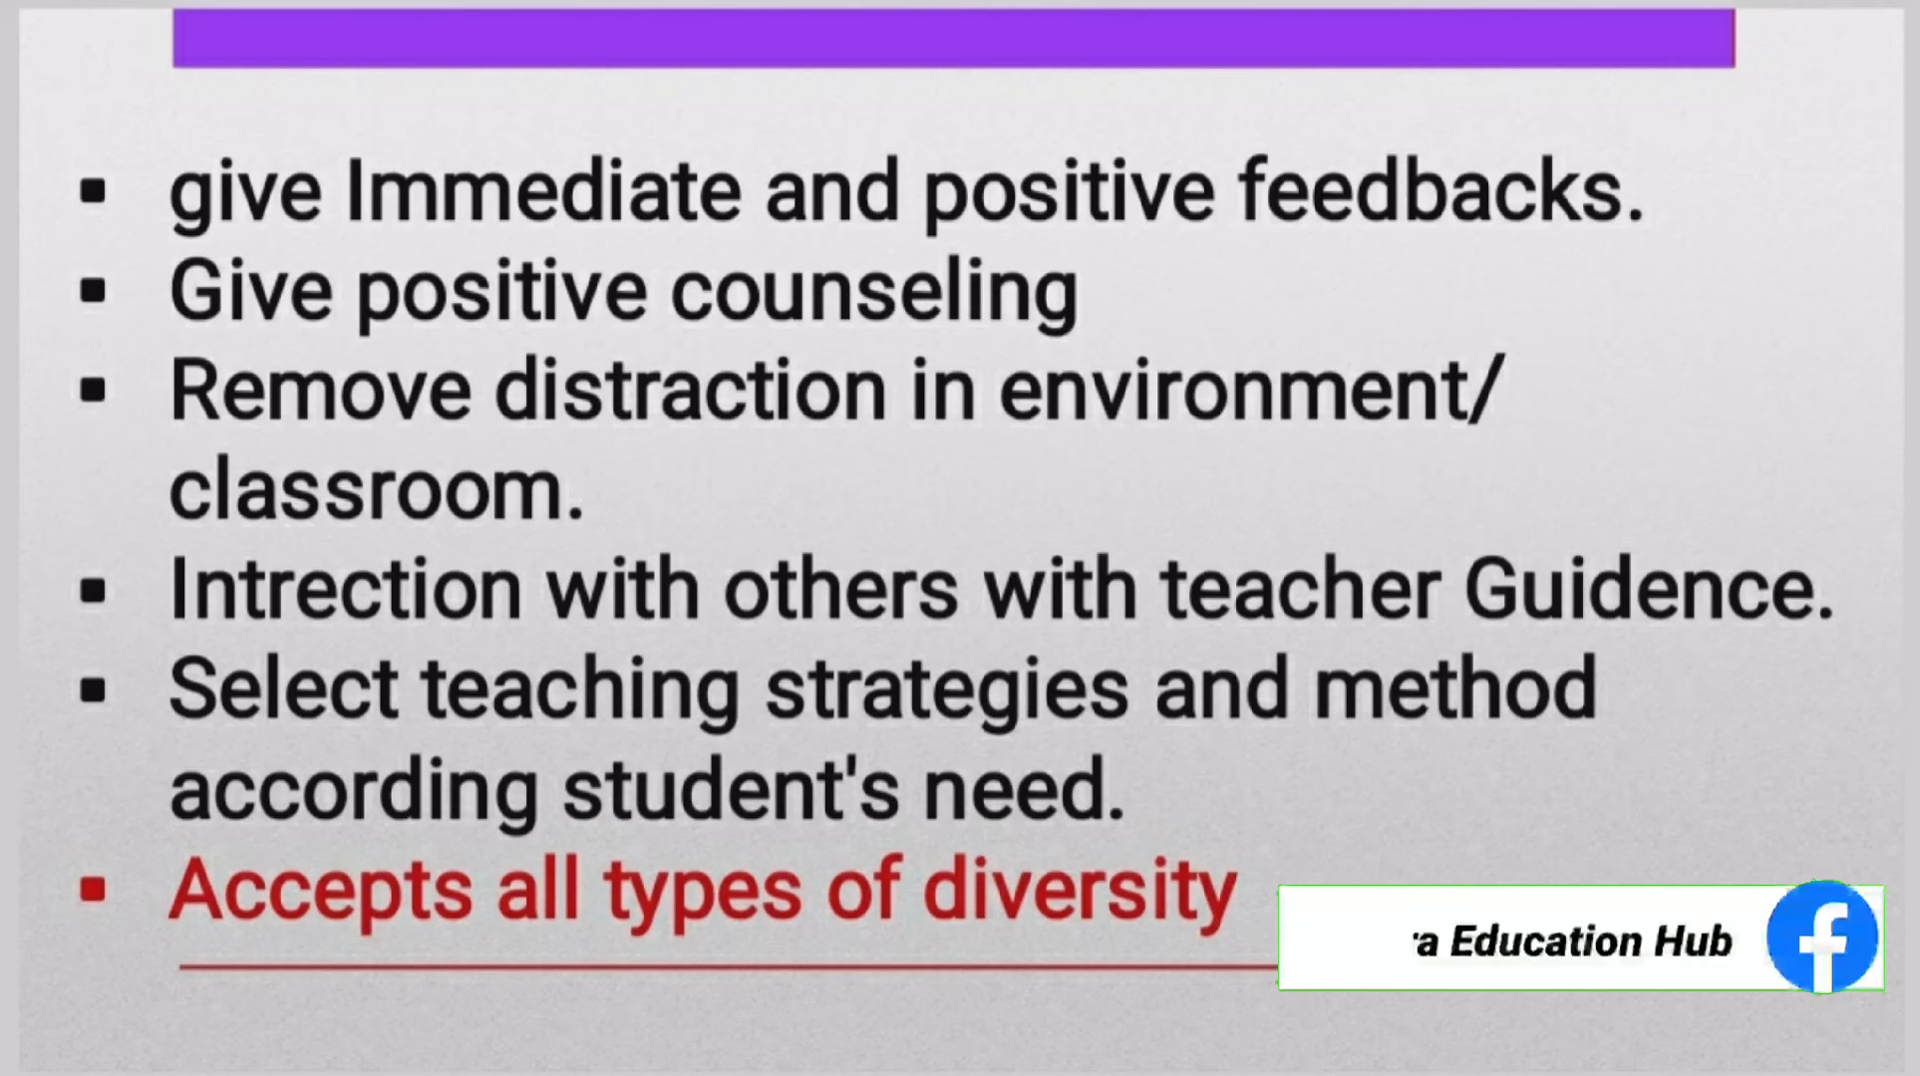 ▪ give Immediate and positive feedbacks.
▪ Give positive counseling
▪ Remove distraction in environment/
classroom.
▪ Intrection with others with teacher Guidence.
▪ Select teaching strategies and method
according student's need.
▪ Accepts all types of diversity
Education Hub